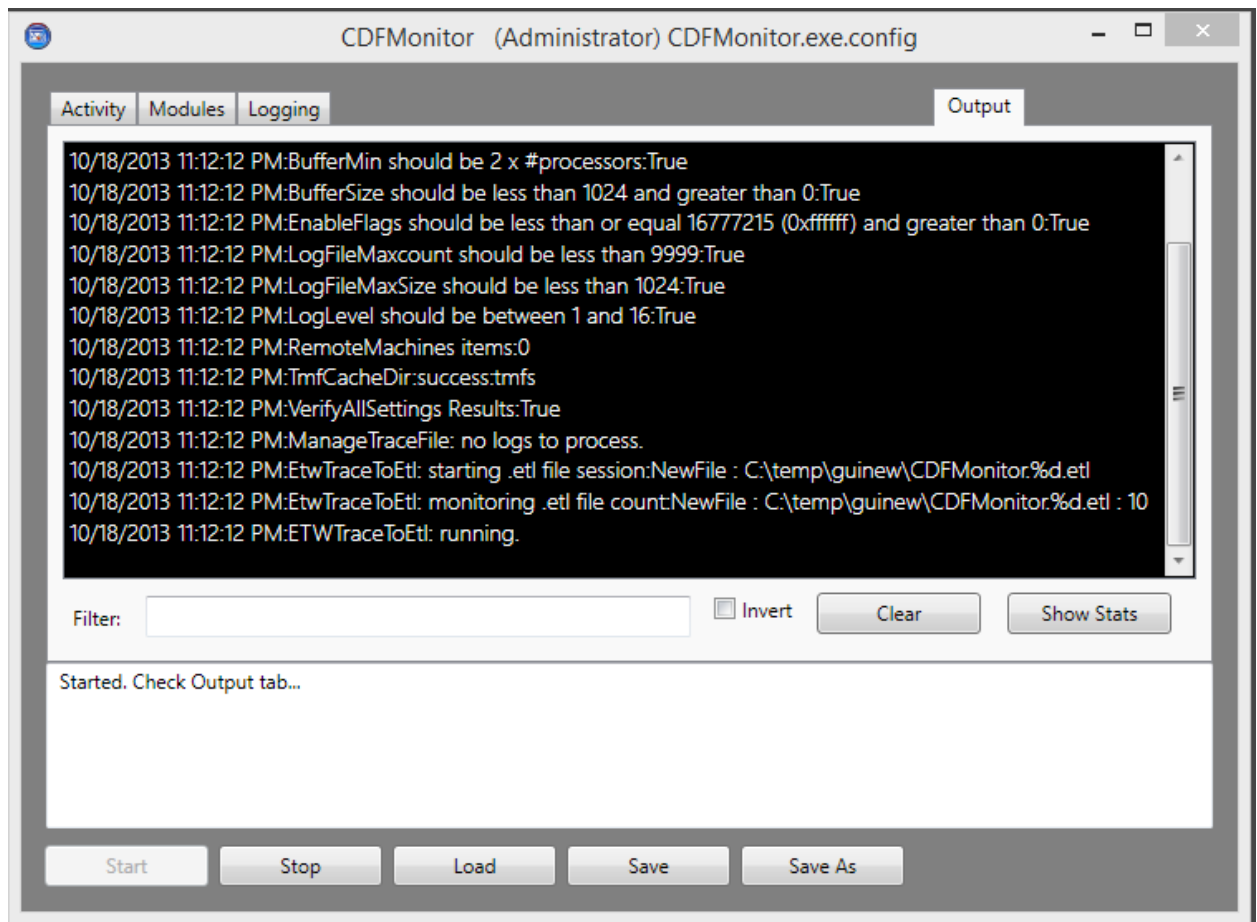 CDFMonitor (Administrator) CDFMonitor.exe.config
Activity Modules Logging Output
10/18/2013 11:12:12 PM:BufferMin should be 2 x #processors:True
10/18/2013 11:12:12 PM:BufferSize should be less than 1024 and greater than 0:True
10/18/2013 11:12:12 PM:EnableFlags should be less than or equal 16777215 (0xffffff) and greater than 0:True
10/18/2013 11:12:12 PM:LogFileMaxcount should be less than 9999:True
10/18/2013 11:12:12 PM:LogFileMaxSize should be less than 1024:True
10/18/2013 11:12:12 PM:LogLevel should be between 1 and 16:True
10/18/2013 11:12:12 PM:RemoteMachines items:0
10/18/2013 11:12:12 PM:TmfCacheDir:success:tmfs
10/18/2013 11:12:12 PM:VerifyAllSettings Results:True
10/18/2013 11:12:12 PM:ManageTraceFile: no logs to process.
10/18/2013 11:12:12 PM:EtwTraceToEtl: starting .etl file session:NewFile : C:\temp\guinew\CDFMonitor.%d.etl
10/18/2013 11:12:12 PM:EtwTraceToEtl: monitoring .etl file count:NewFile : C:\temp\guinew\CDFMonitor.%d.etl : 10
10/18/2013 11:12:12 PM:ETWTraceToEtl: running.
Filter: Invert Clear Show Stats
Started. Check Output tab...
Start Stop Load Save Save As